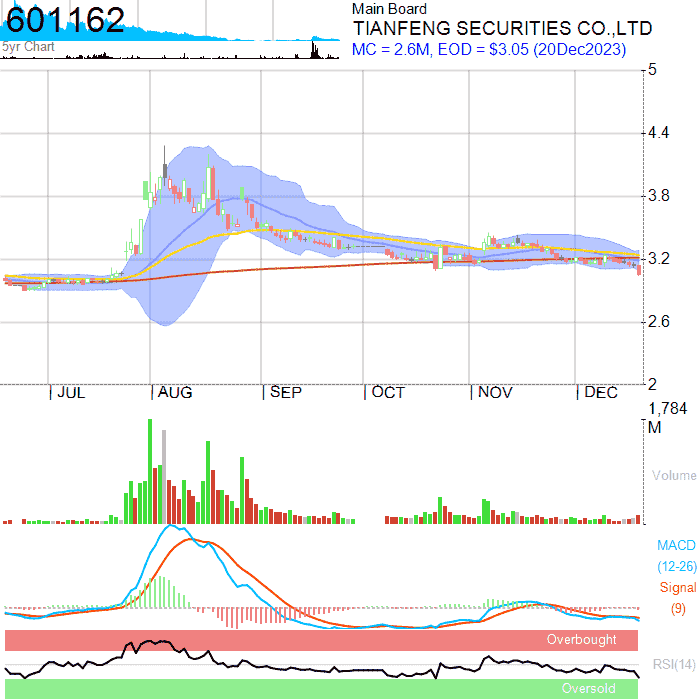 601162
5yr Chart
Main Board
TIANFENG SECURITIES CO.,LTD
MC = 2.6M, EOD = $3.05 (20Dec2023)
5
4.4
3.8
3.2
2.6
2
JUL AUG SEP OCT NOV DEC
1,784
M
Volume
MACD
(12-26)
Signal
(9)
Overbought
RSI(14)
Oversold